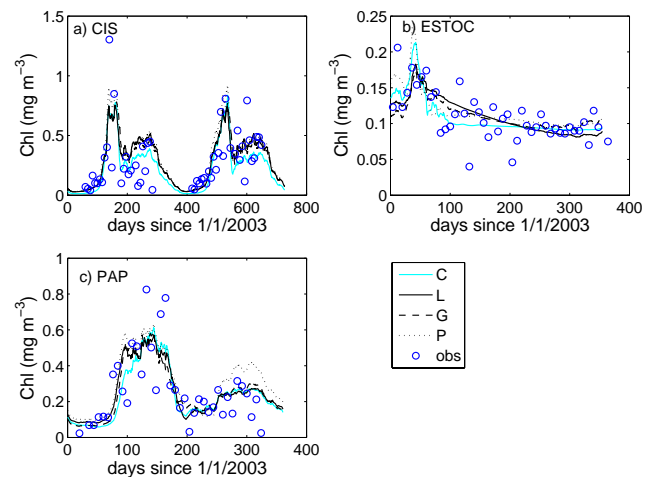 a) CIS
1.5
1
0.5
0
Chl (mg m⁻³)
0 200 400 600 800
days since 1/1/2003
b) ESTOC
0.25
0.2
0.15
0.1
0.05
0
Chl (mg m⁻³)
0 100 200 300 400
days since 1/1/2003
c) PAP
1
0.8
0.6
0.4
0.2
0
Chl (mg m⁻³)
0 100 200 300 400
days since 1/1/2003
C
L
G
P
obs